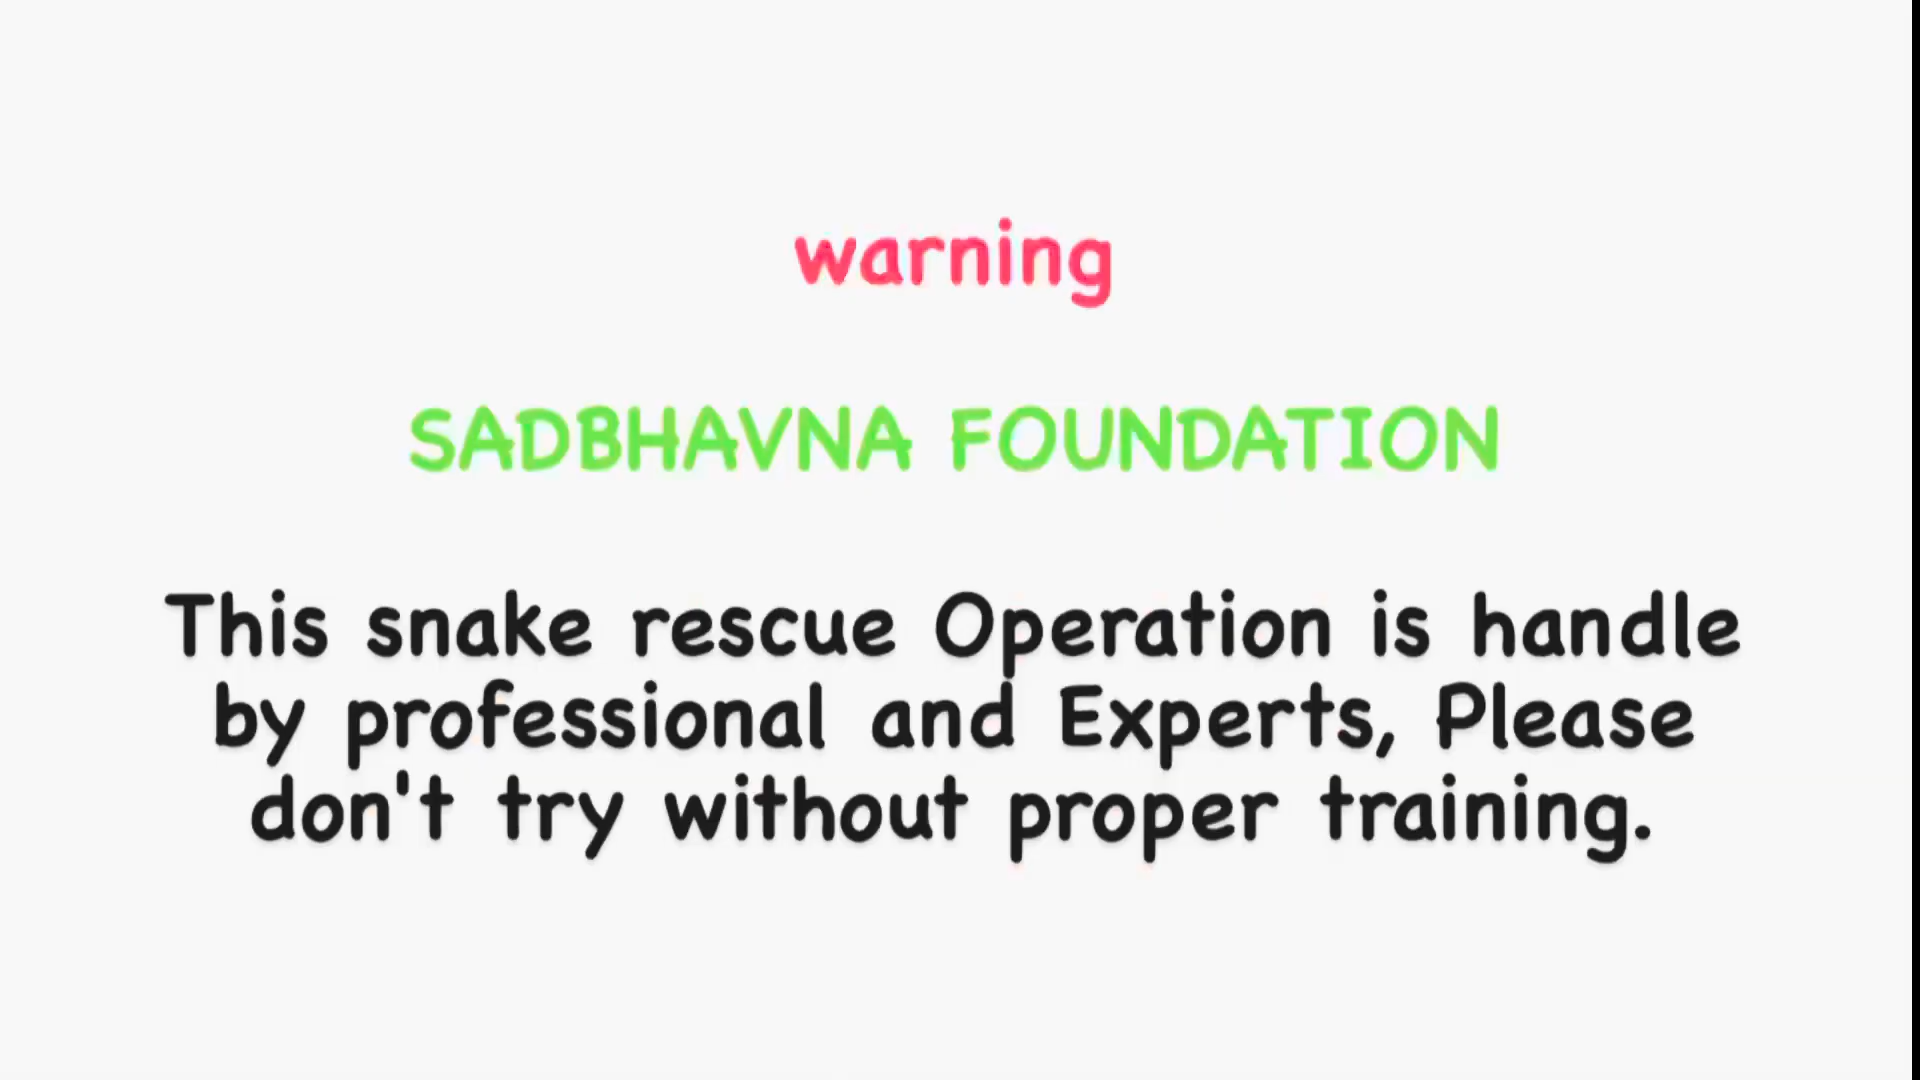 warning
SADBHAVNA FOUNDATION
This snake rescue Operation is handle
by professional and Experts, Please
don't try without proper training.